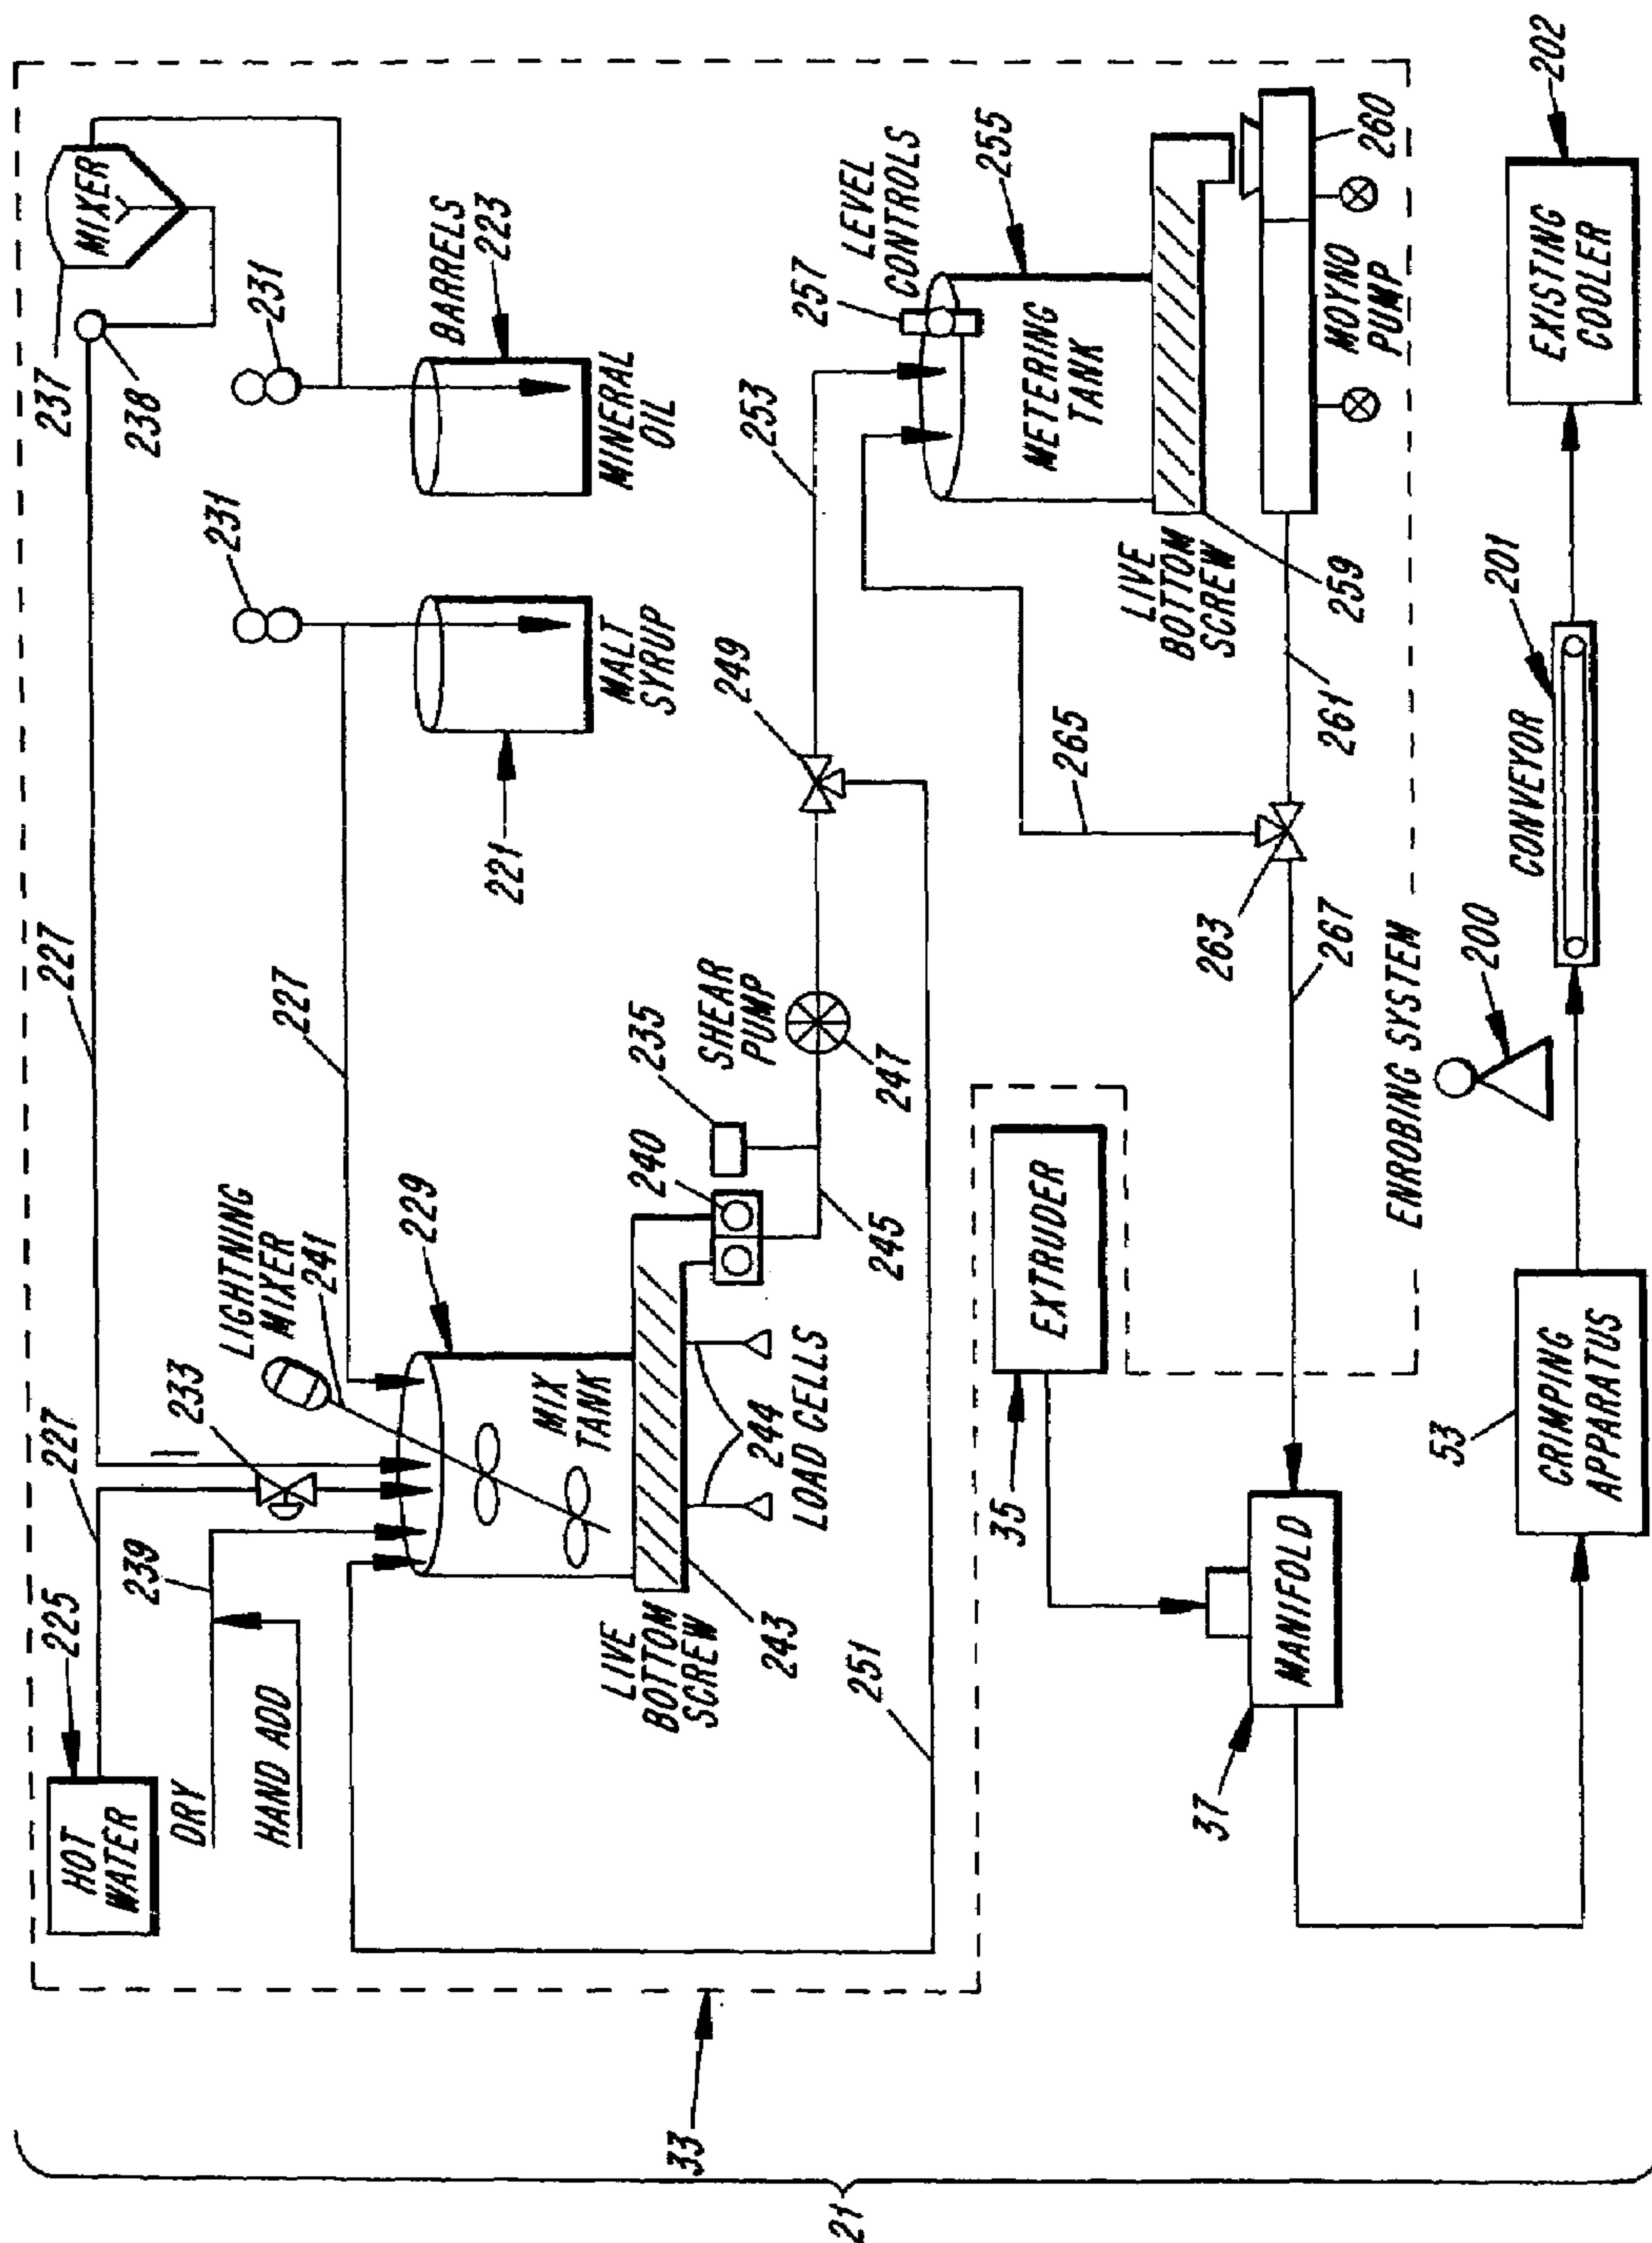 237
MIXER
238
227
231
231
BARRELS
223
MINERAL
OIL
MALT
SYRUP
221
227
LIGHTNING
MIXER
241
229
227
233
239
225
HOT
WATER
DRY
HAND ADD
MIX
TANK
LIVE
BOTTOM
SCREW
243
244
LOAD CELLS
240
235
245
SHEAR
PUMP
247
249
251
253
257
LEVEL
CONTROLS
255
METERING
TANK
LIVE
BOTTOM
SCREW
259
260
MOYNO
PUMP
261
263
265
267
ENROBING SYSTEM
33
21
EXTRUDER
35
MANIFOLD
37
CRIMPING
APPARATUS
53
200
CONVEYOR
201
EXISTING
COOLER
202